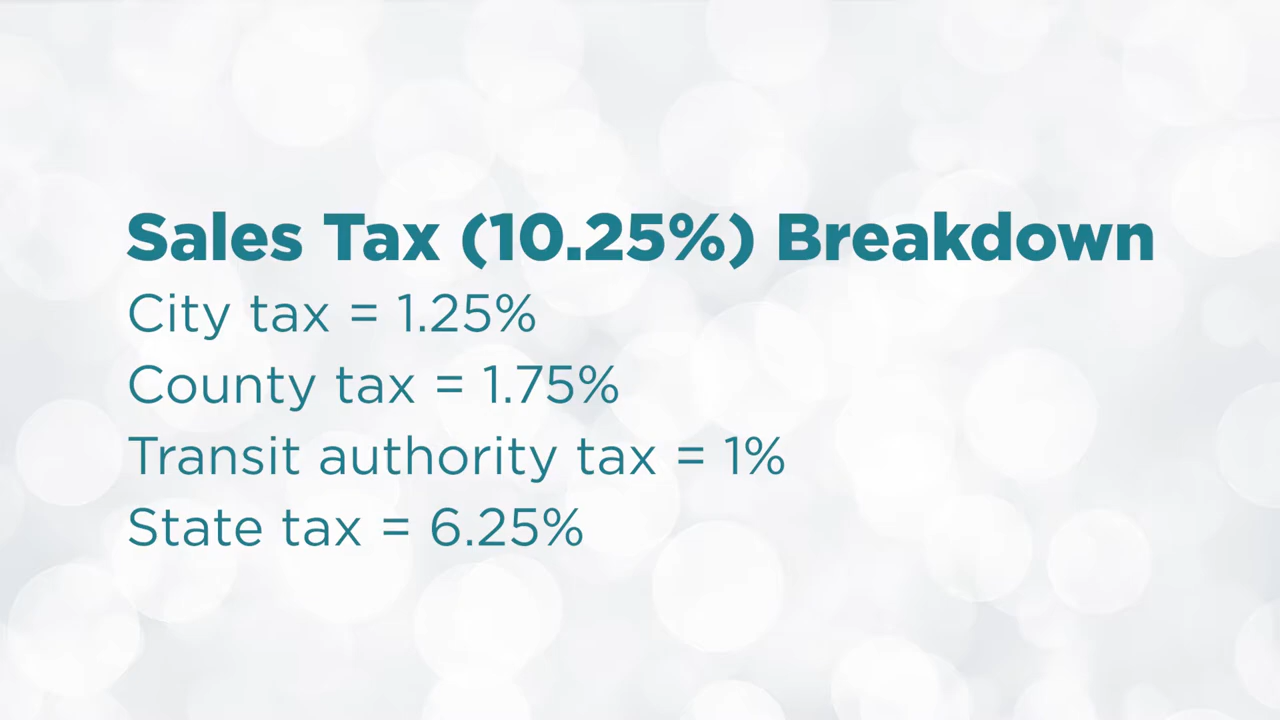 Sales Tax (10.25%) Breakdown
City tax = 1.25%
County tax = 1.75%
Transit authority tax = 1%
State tax = 6.25%